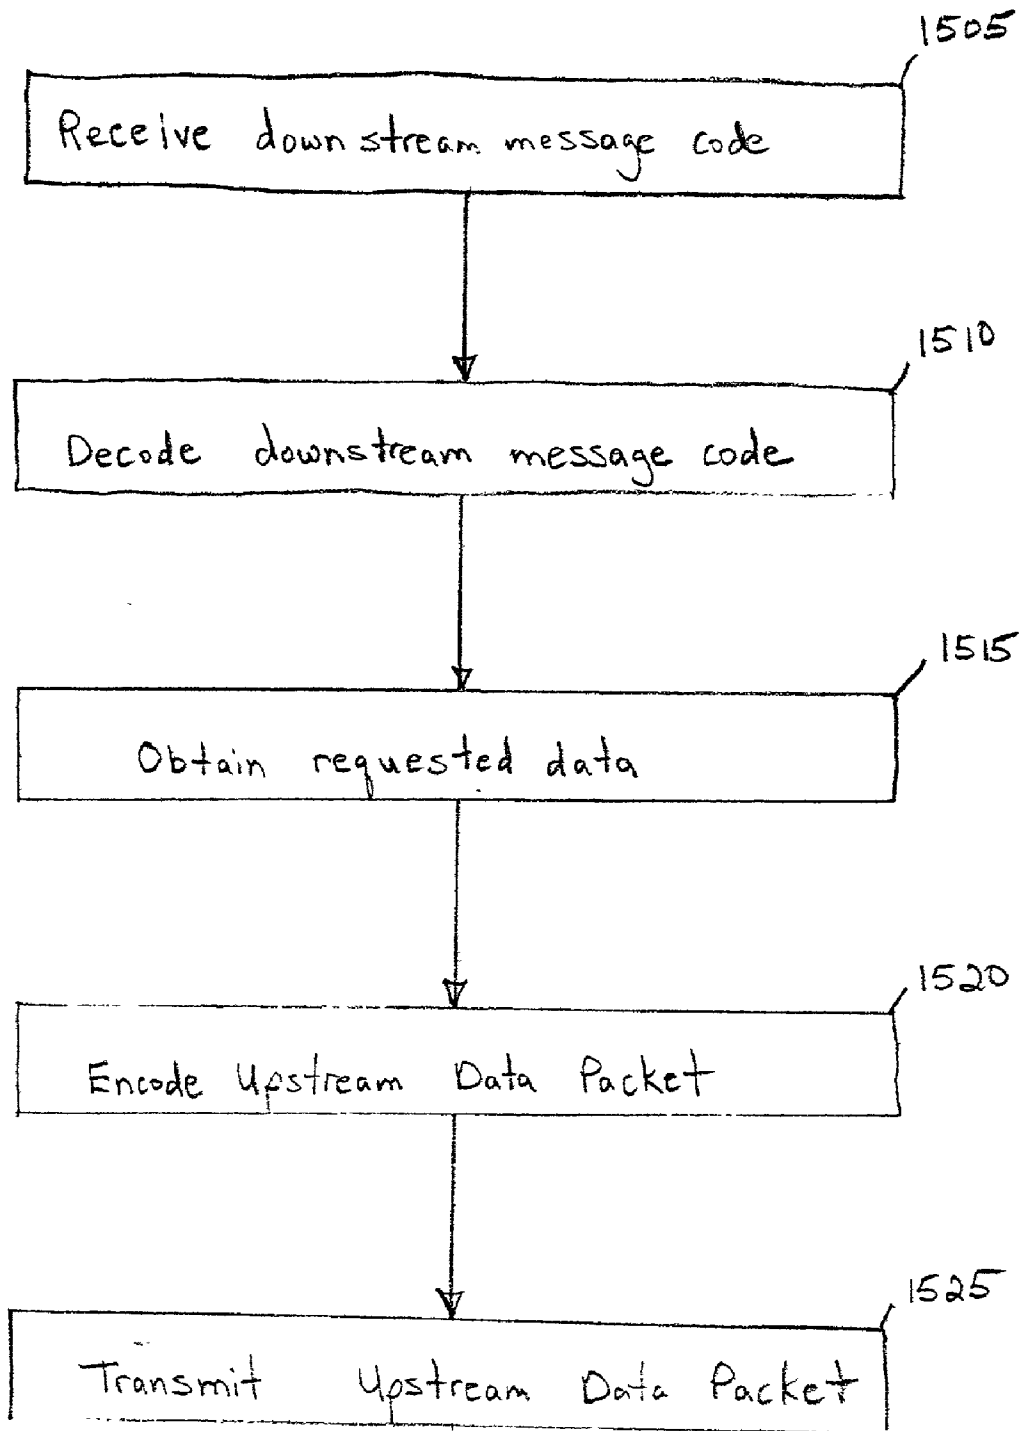 1505
Receive downstream message code
1510
Decode downstream message code
1515
Obtain requested data
1520
Encode Upstream Data Packet
1525
Transmit Upstream Data Packet